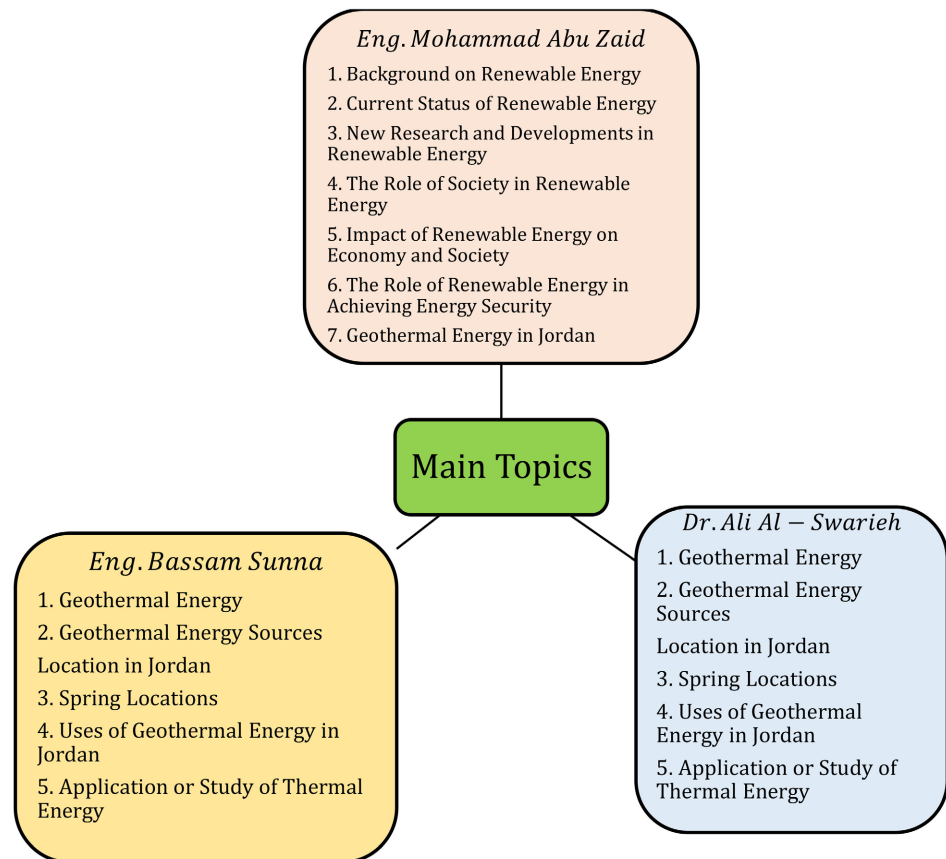 Eng. Mohammad Abu Zaid
1. Background on Renewable Energy
2. Current Status of Renewable Energy
3. New Research and Developments in
Renewable Energy
4. The Role of Society in Renewable
Energy
5. Impact of Renewable Energy on
Economy and Society
6. The Role of Renewable Energy in
Achieving Energy Security
7. Geothermal Energy in Jordan
Main Topics
Eng. Bassam Sunna
1. Geothermal Energy
2. Geothermal Energy Sources
Location in Jordan
3. Spring Locations
4. Uses of Geothermal Energy in
Jordan
5. Application or Study of Thermal
Energy
Dr. Ali Al – Swarieh
1. Geothermal Energy
2. Geothermal Energy
Sources
Location in Jordan
3. Spring Locations
4. Uses of Geothermal
Energy in Jordan
5. Application or Study of
Thermal Energy